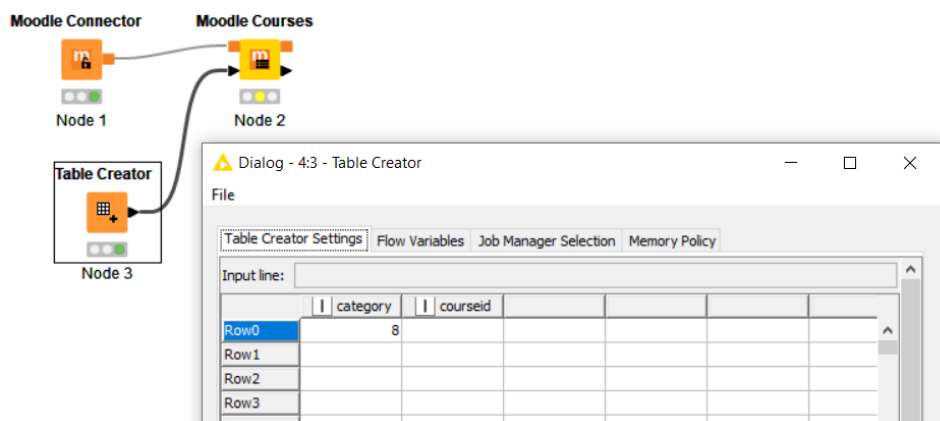 Moodle Connector
Moodle Courses
m
m
Node 1
Node 2
Table Creator
Node 3
Dialog - 4:3 - Table Creator
File
Table Creator Settings Flow Variables Job Manager Selection Memory Policy
Input line:
I category I courseid
Row0 8
Row1
Row2
Row3